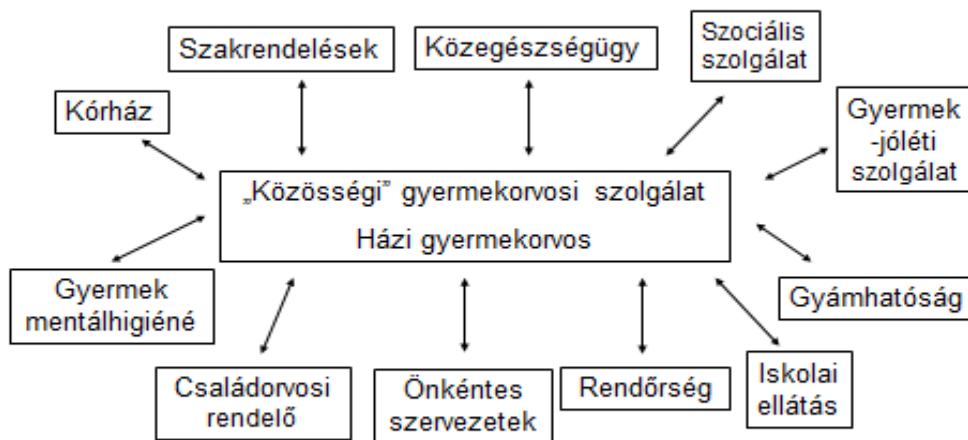 Szakrendelések
Közegészségügy
Szociális
szolgálat
Kórház
Gyermek
-jóléti
szolgálat
„Közösségi” gyermekorvosi szolgálat
Házi gyermekorvos
Gyermek
mentálhigiéné
Gyámhatóság
Családorvosi
rendelő
Önkéntes
szervezetek
Rendőrség
Iskolai
ellátás